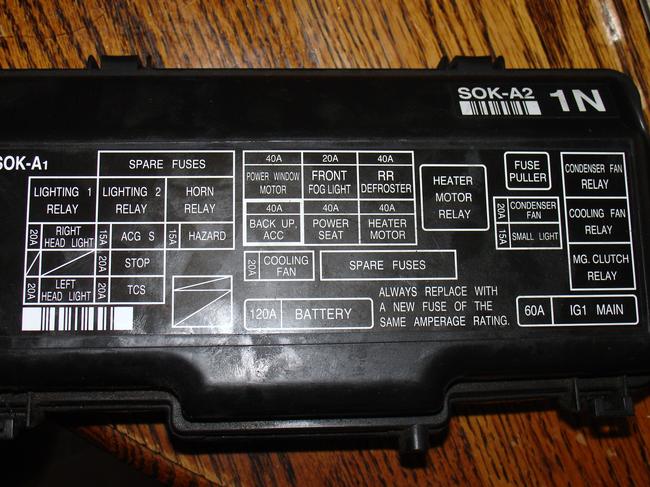 SOK-A2 1N
SOK-A1
SPARE FUSES
LIGHTING 1
RELAY
LIGHTING 2
RELAY
HORN
RELAY
20A
RIGHT
HEAD LIGHT
15A
ACG S
15A
HAZARD
20A
STOP
20A
LEFT
HEAD LIGHT
20A
TCS
40A
POWER WINDOW
MOTOR
20A
FRONT
FOG LIGHT
40A
RR
DEFROSTER
40A
BACK UP,
ACC
40A
POWER
SEAT
40A
HEATER
MOTOR
20A
COOLING
FAN
SPARE FUSES
120A
BATTERY
ALWAYS REPLACE WITH
A NEW FUSE OF THE
SAME AMPERAGE RATING.
HEATER
MOTOR
RELAY
FUSE
PULLER
20A
CONDENSER
FAN
15A
SMALL LIGHT
CONDENSER FAN
RELAY
COOLING FAN
RELAY
MG. CLUTCH
RELAY
60A
IG1 MAIN